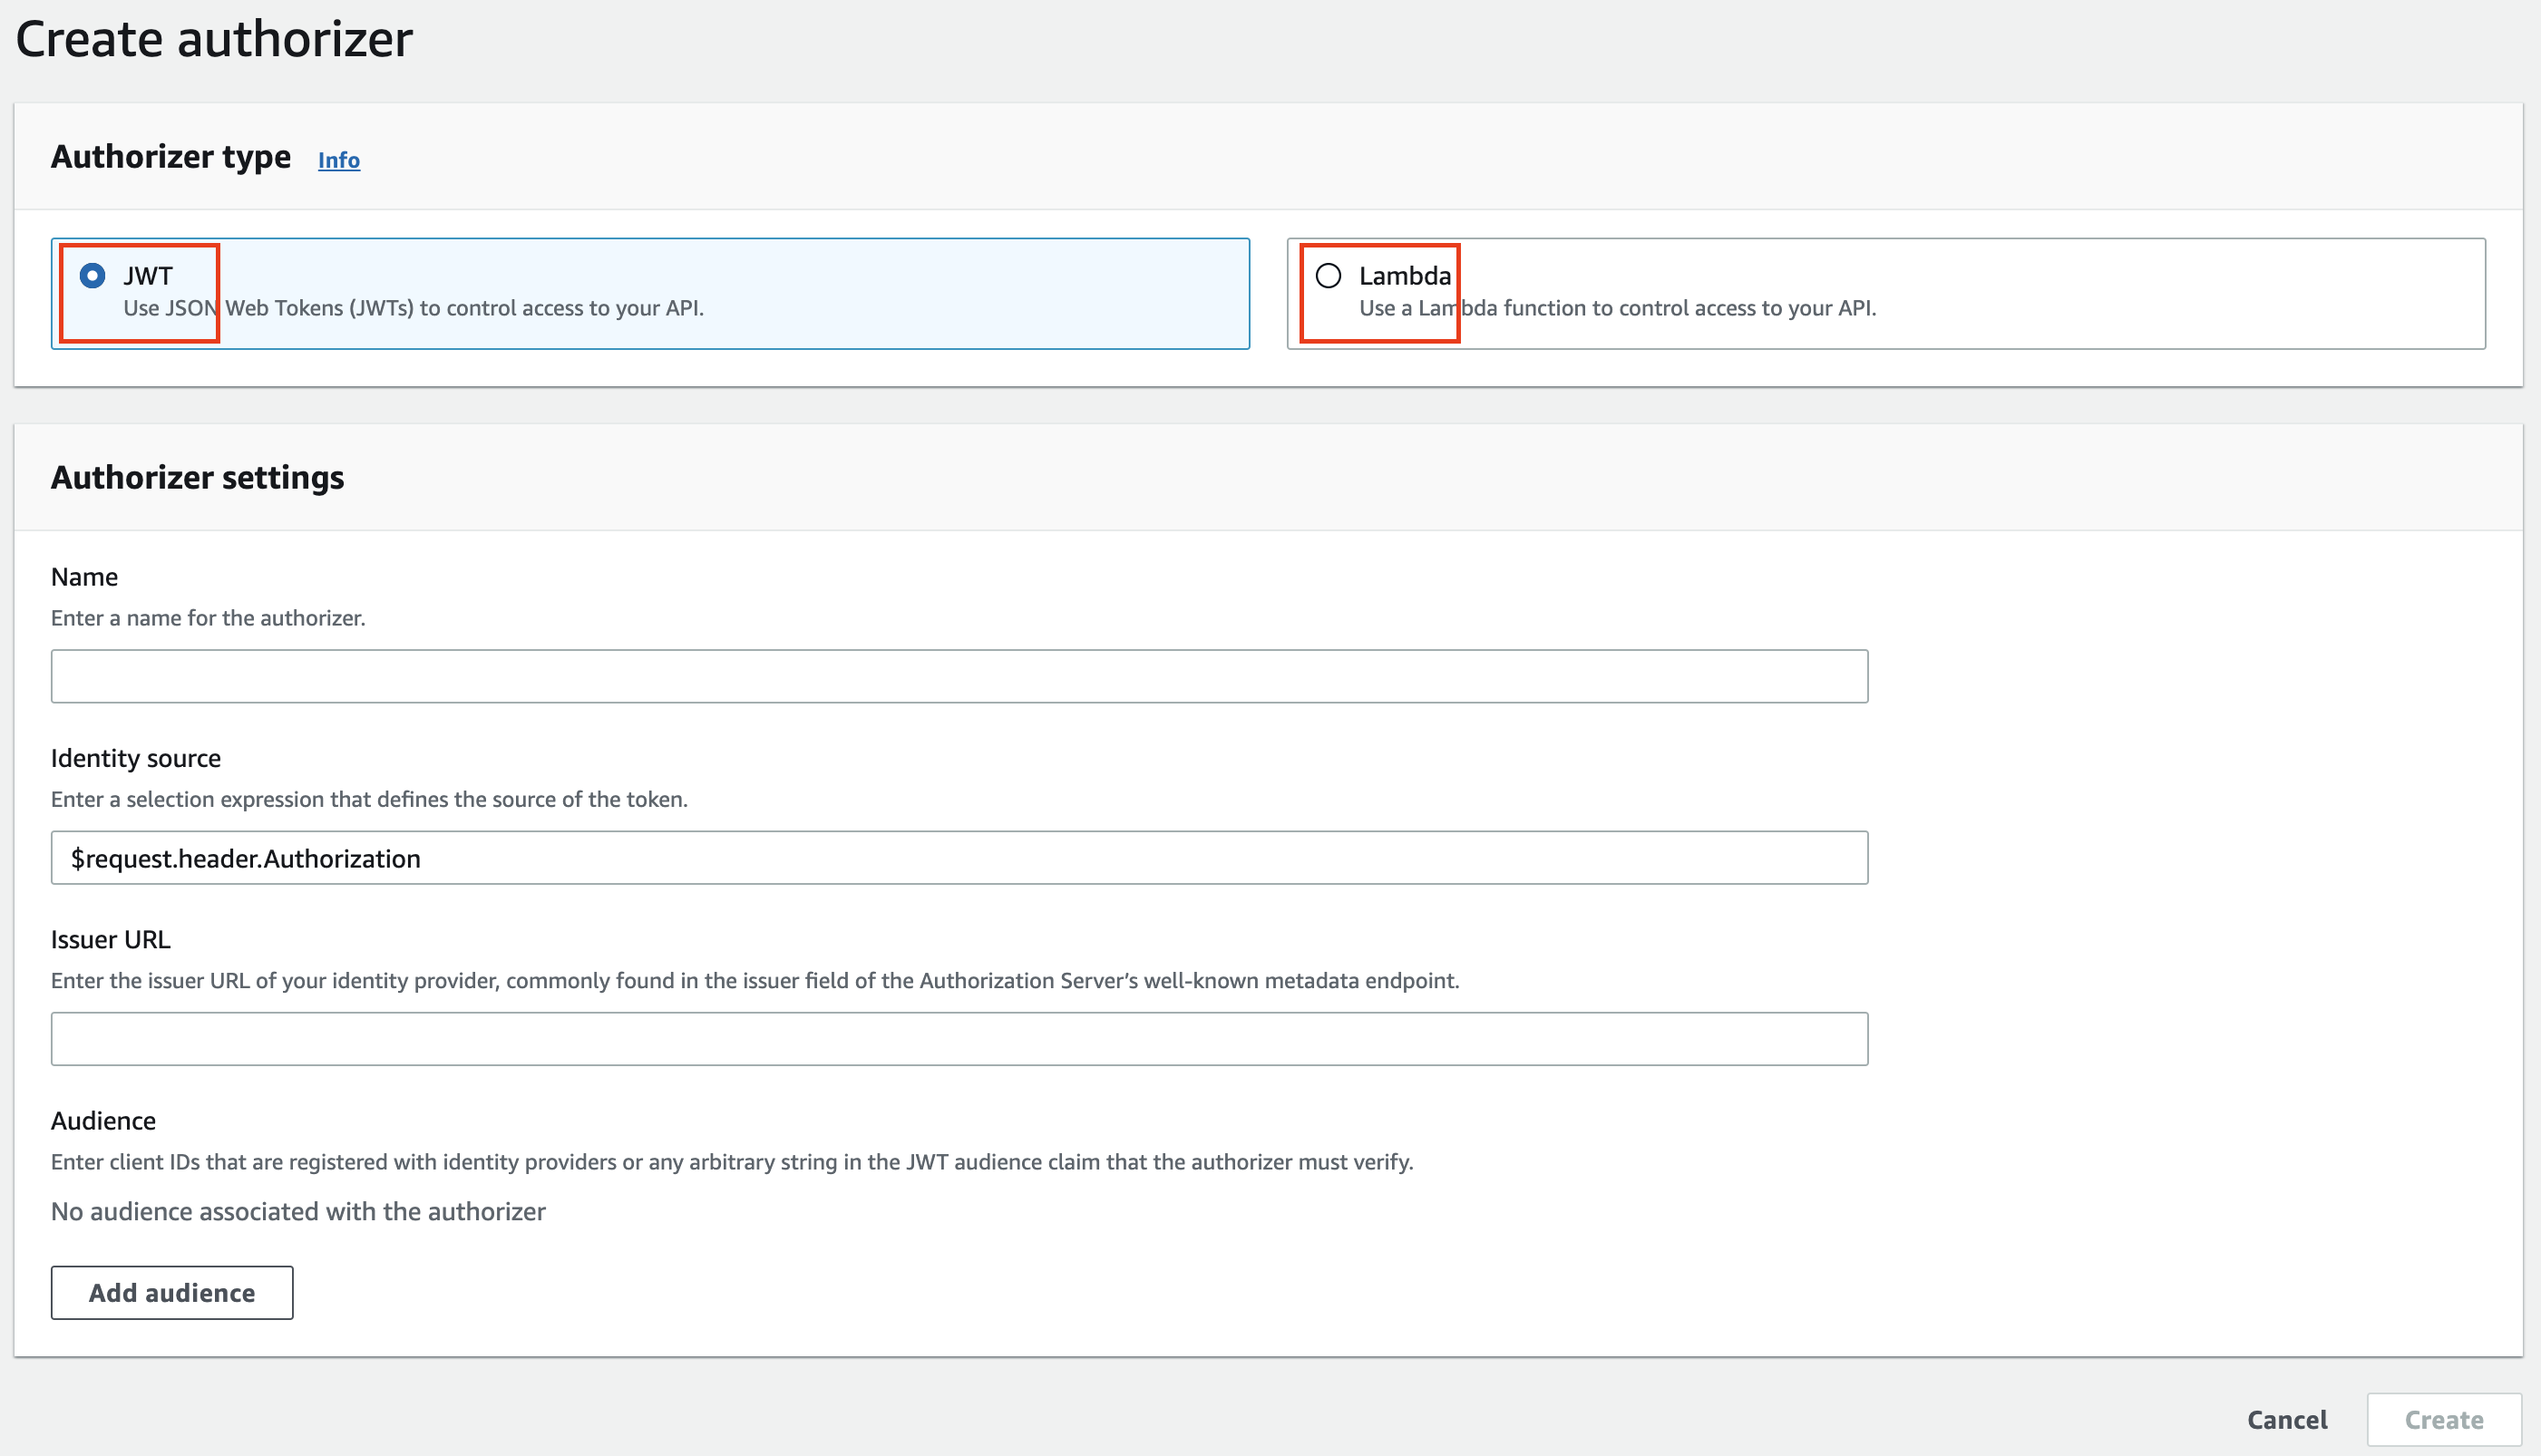 Create authorizer
Authorizer type Info
JWT
Use JSON Web Tokens (JWTs) to control access to your API.
Lambda
Use a Lambda function to control access to your API.
Authorizer settings
Name
Enter a name for the authorizer.
Identity source
Enter a selection expression that defines the source of the token.
$request.header.Authorization
Issuer URL
Enter the issuer URL of your identity provider, commonly found in the issuer field of the Authorization Server’s well-known metadata endpoint.
Audience
Enter client IDs that are registered with identity providers or any arbitrary string in the JWT audience claim that the authorizer must verify.
No audience associated with the authorizer
Add audience
Cancel Create